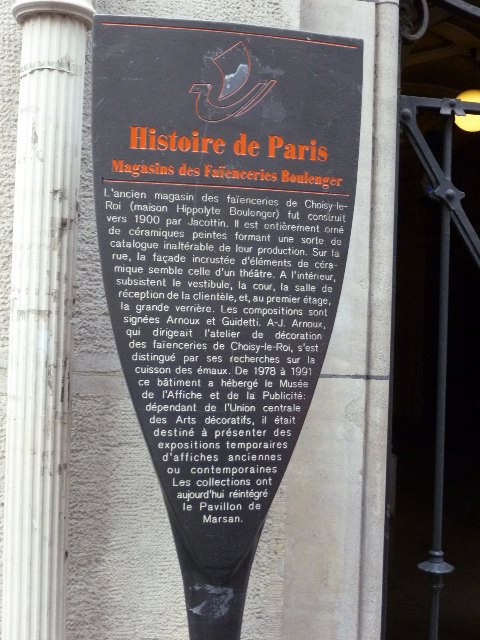 Histoire de Paris
Magasins des Faïenceries Boulenger
L'ancien magasin des faïenceries de Choisy-le-
Roi (maison Hippolyte Boulenger) fut construit
vers 1900 par Jacottin. Il est entièrement orné
de céramiques peintes formant une sorte de
catalogue inaltérable de leur production. Sur la
rue, la façade incrustée d'éléments de céra-
mique semble celle d'un théâtre. A l'intérieur,
subsistent le vestibule, la cour, la salle de
réception de la clientèle, et, au premier étage,
la grande verrière. Les compositions sont
signées Arnoux et Guidetti. A-J. Arnoux,
qui dirigeait l'atelier de décoration
des faïenceries de Choisy-le-Roi, s'est
distingué par ses recherches sur la
cuisson des émaux. De 1978 à 1991
ce bâtiment a hébergé le Musée
de l'Affiche et de la Publicité:
dépendant de l'Union centrale
des Arts décoratifs, il était
destiné à présenter des
expositions temporaires
d'affiches anciennes
ou contemporaines
Les collections ont
aujourd'hui réintégré
le Pavillon de
Marsan.